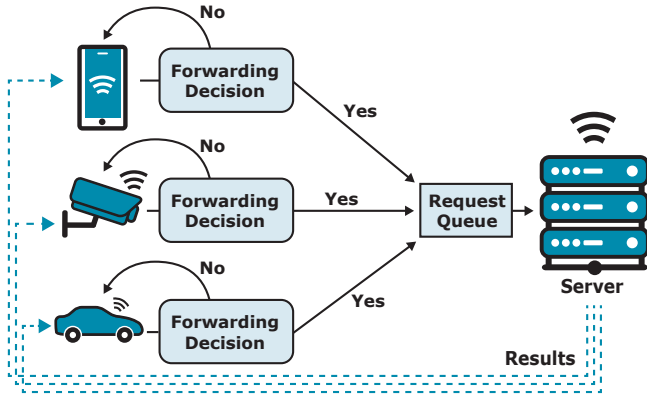 No
Forwarding
Decision
Yes
No
Forwarding
Decision
Yes
Request
Queue
Server
No
Forwarding
Decision
Yes
Results